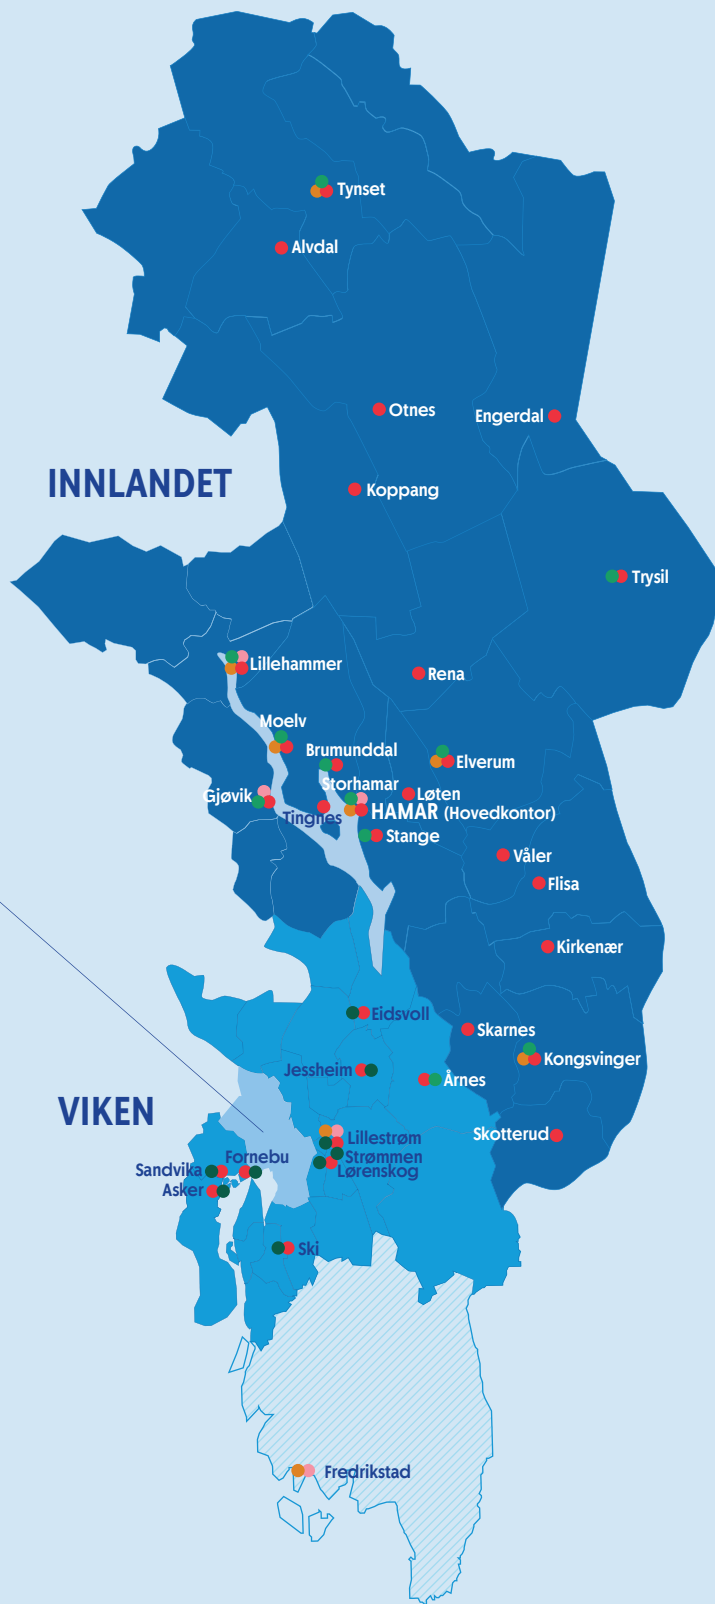 Tynset
Alvdal
Otnes
Engerdal
INNLANDET
Koppang
Trysil
Lillehammer
Rena
Moelv
Brumunddal
Elverum
Storhamar
Gjøvik
Løten
HAMAR (Hovedkontor)
Tingnes
Stange
Våler
Flisa
Kirkenær
Eidsvoll
Skarnes
Kongsvinger
Jessheim
Årnes
VIKEN
Skotterud
Lillestrøm
Strømmen
Fornebu
Sandvika
Lørenskog
Asker
Ski
Fredrikstad